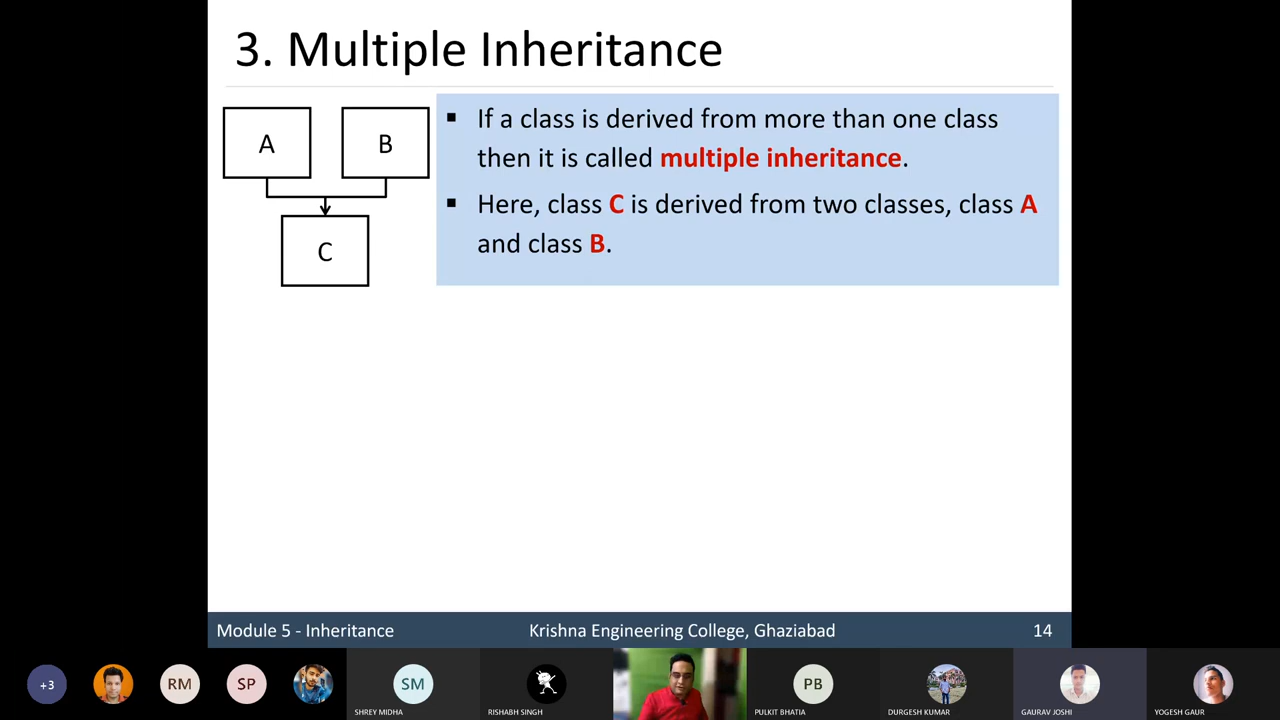 3. Multiple Inheritance
A
B
C
▪ If a class is derived from more than one class
then it is called multiple inheritance.
▪ Here, class C is derived from two classes, class A
and class B.
Module 5 - Inheritance
Krishna Engineering College, Ghaziabad
14
+3
RM
SP
SM
PB
SHREY MIDHA
RISHABH SINGH
PULKIT BHATIA
DURGESH KUMAR
GAURAV JOSHI
YOGESH GAUR